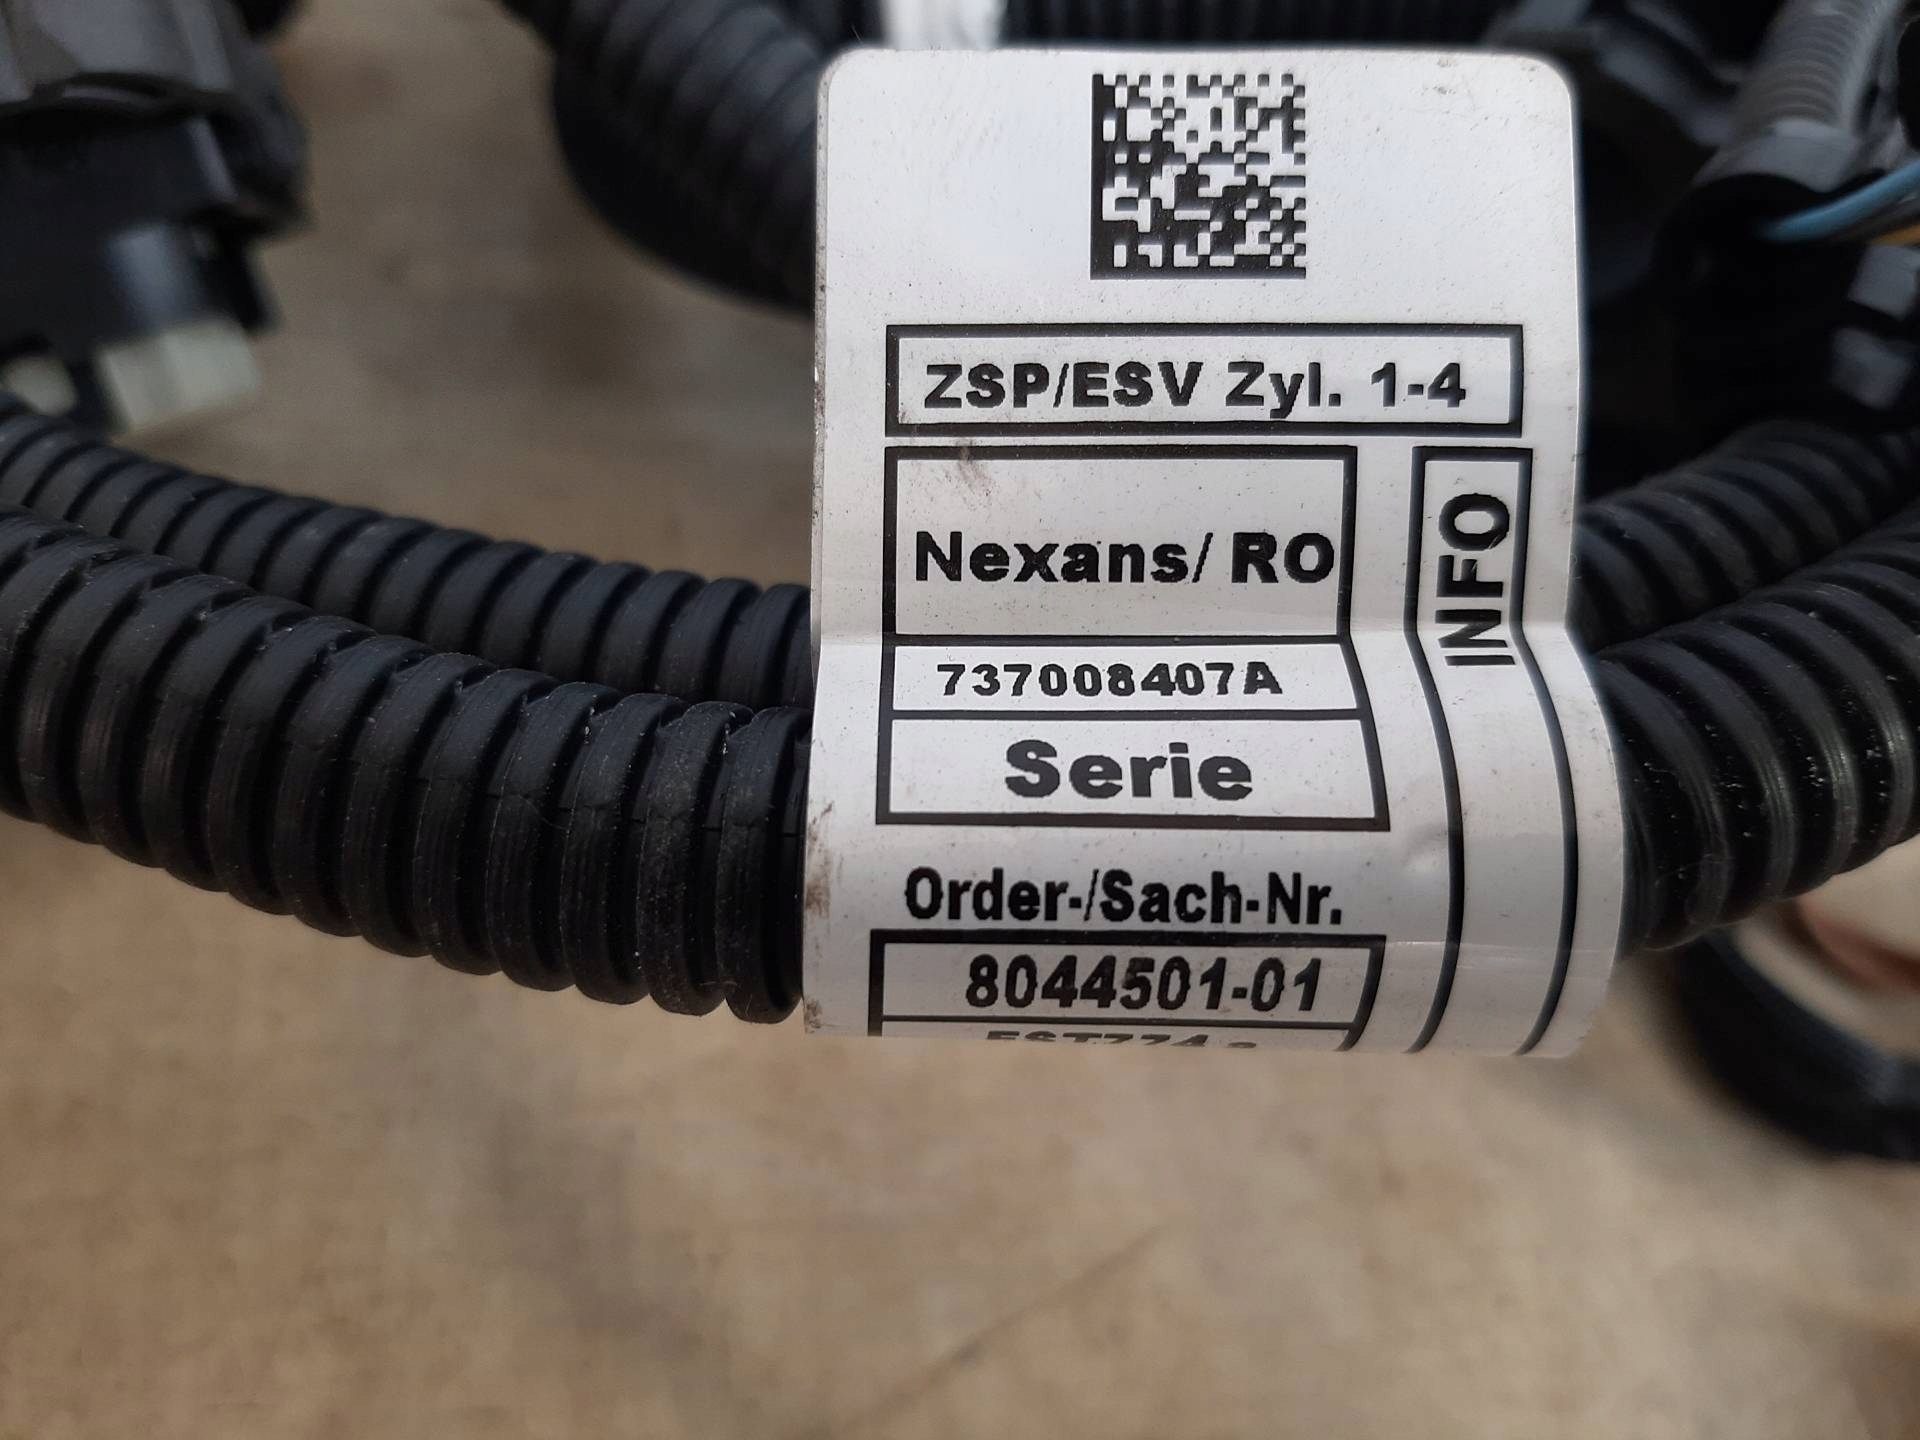 ZSP/ESV Zyl. 1-4
Nexans/ RO
INFO
737008407A
Serie
Order-/Sach-Nr.
8044501-01